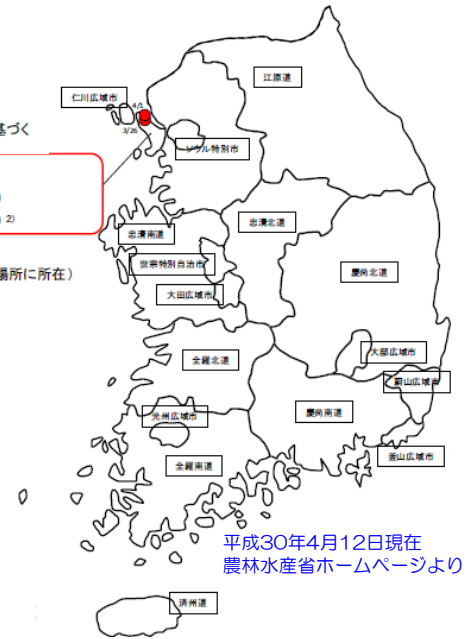 江原道
仁川広域市
4/1
3/26
基づく
ソウル特別市
2)
忠清南道
忠清北道
世宗特別自治市
場所に所在）
慶尚北道
大田広域市
大邱広域市
全羅北道
蔚山広域市
光州広域市
慶尚南道
釜山広域市
全羅南道
平成30年4月12日現在
農林水産省ホームページより
済州道